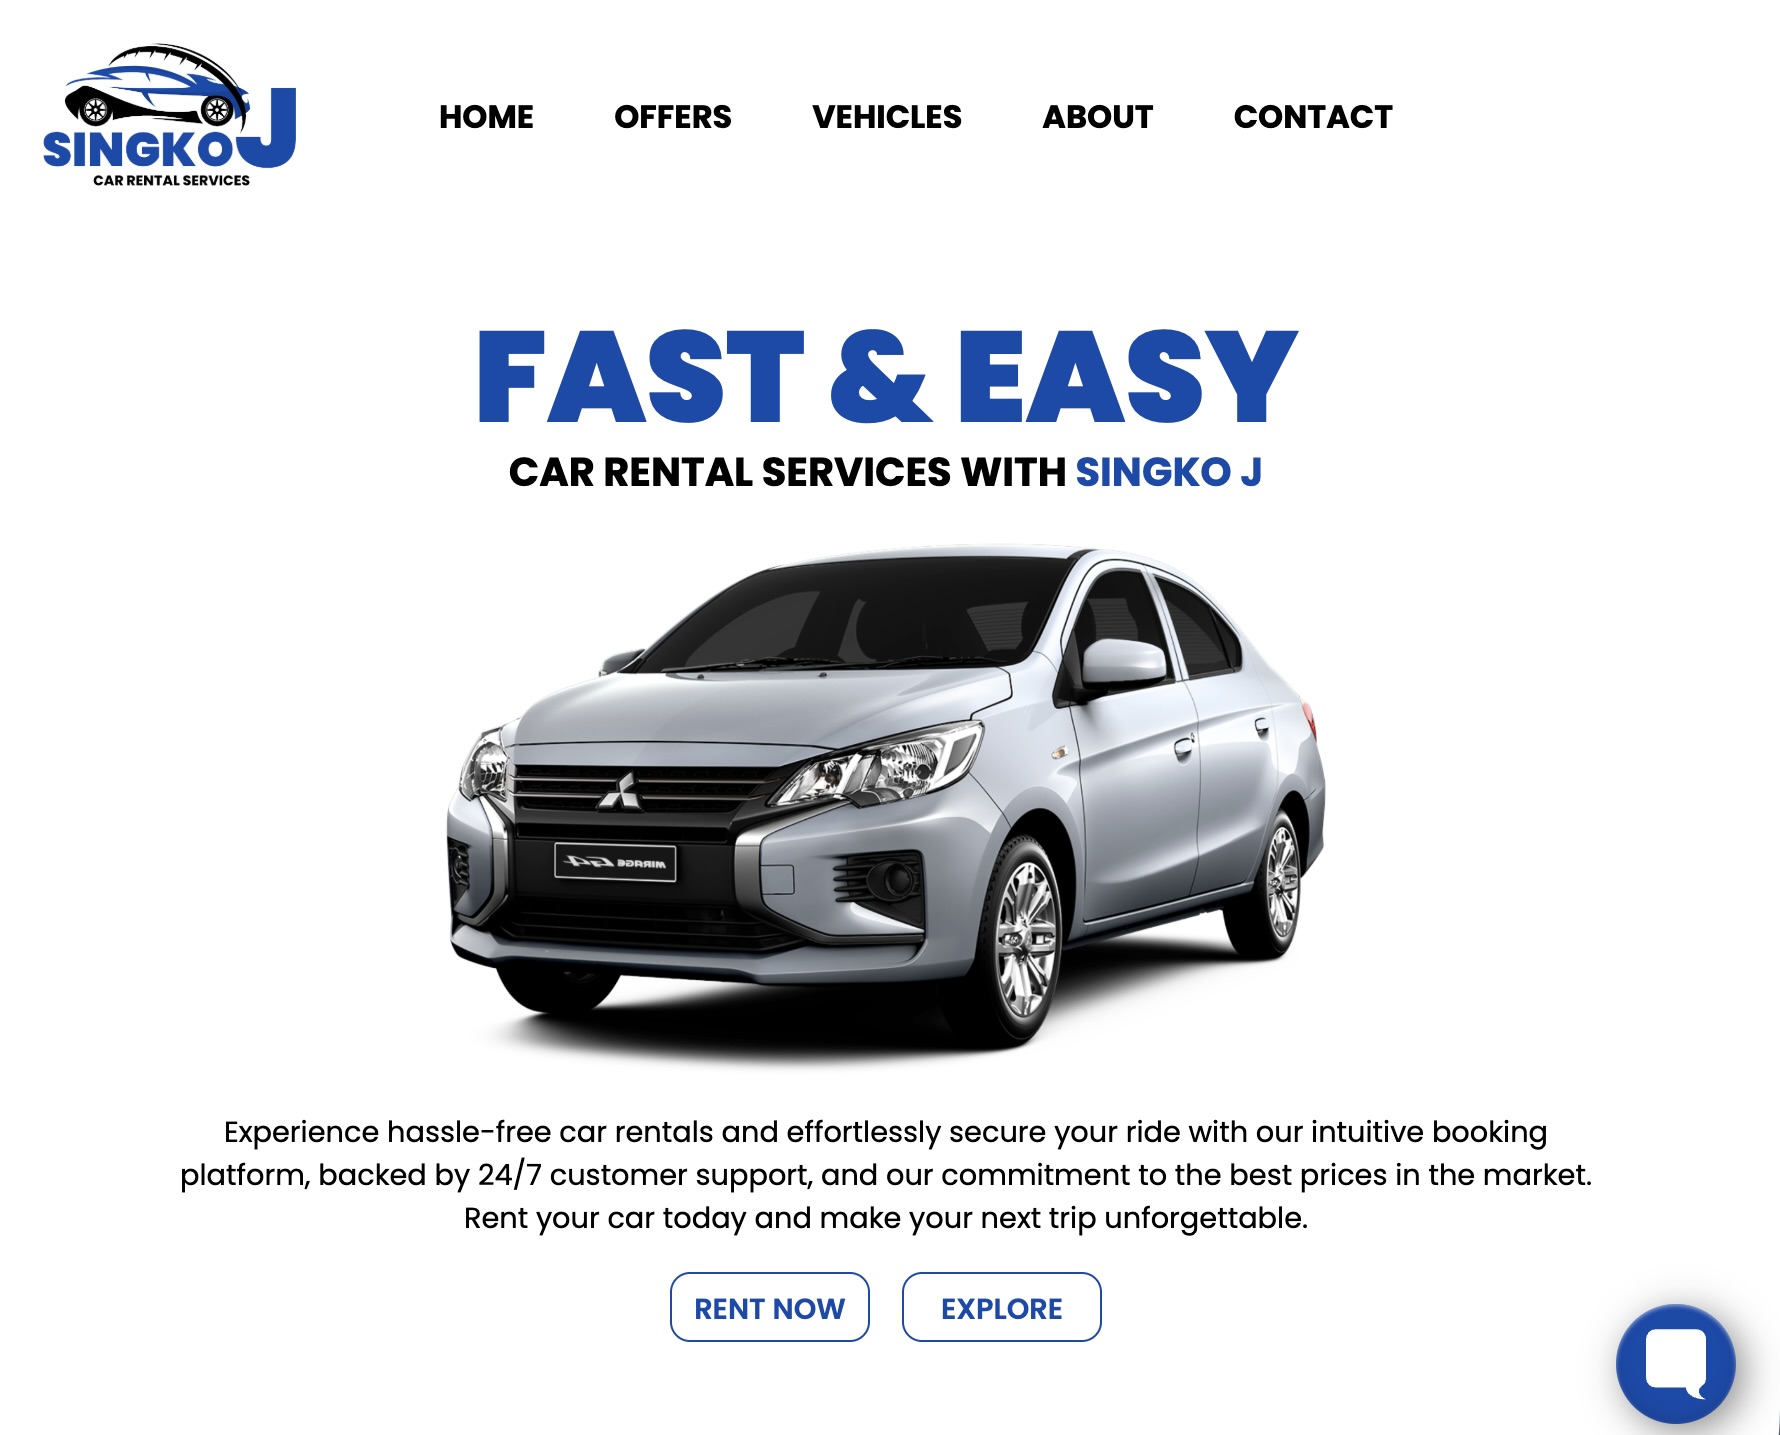 SINGKO J
CAR RENTAL SERVICES
HOME OFFERS VEHICLES ABOUT CONTACT
FAST & EASY
CAR RENTAL SERVICES WITH SINGKO J
MIRAGE G4
Experience hassle-free car rentals and effortlessly secure your ride with our intuitive booking
platform, backed by 24/7 customer support, and our commitment to the best prices in the market.
Rent your car today and make your next trip unforgettable.
RENT NOW EXPLORE